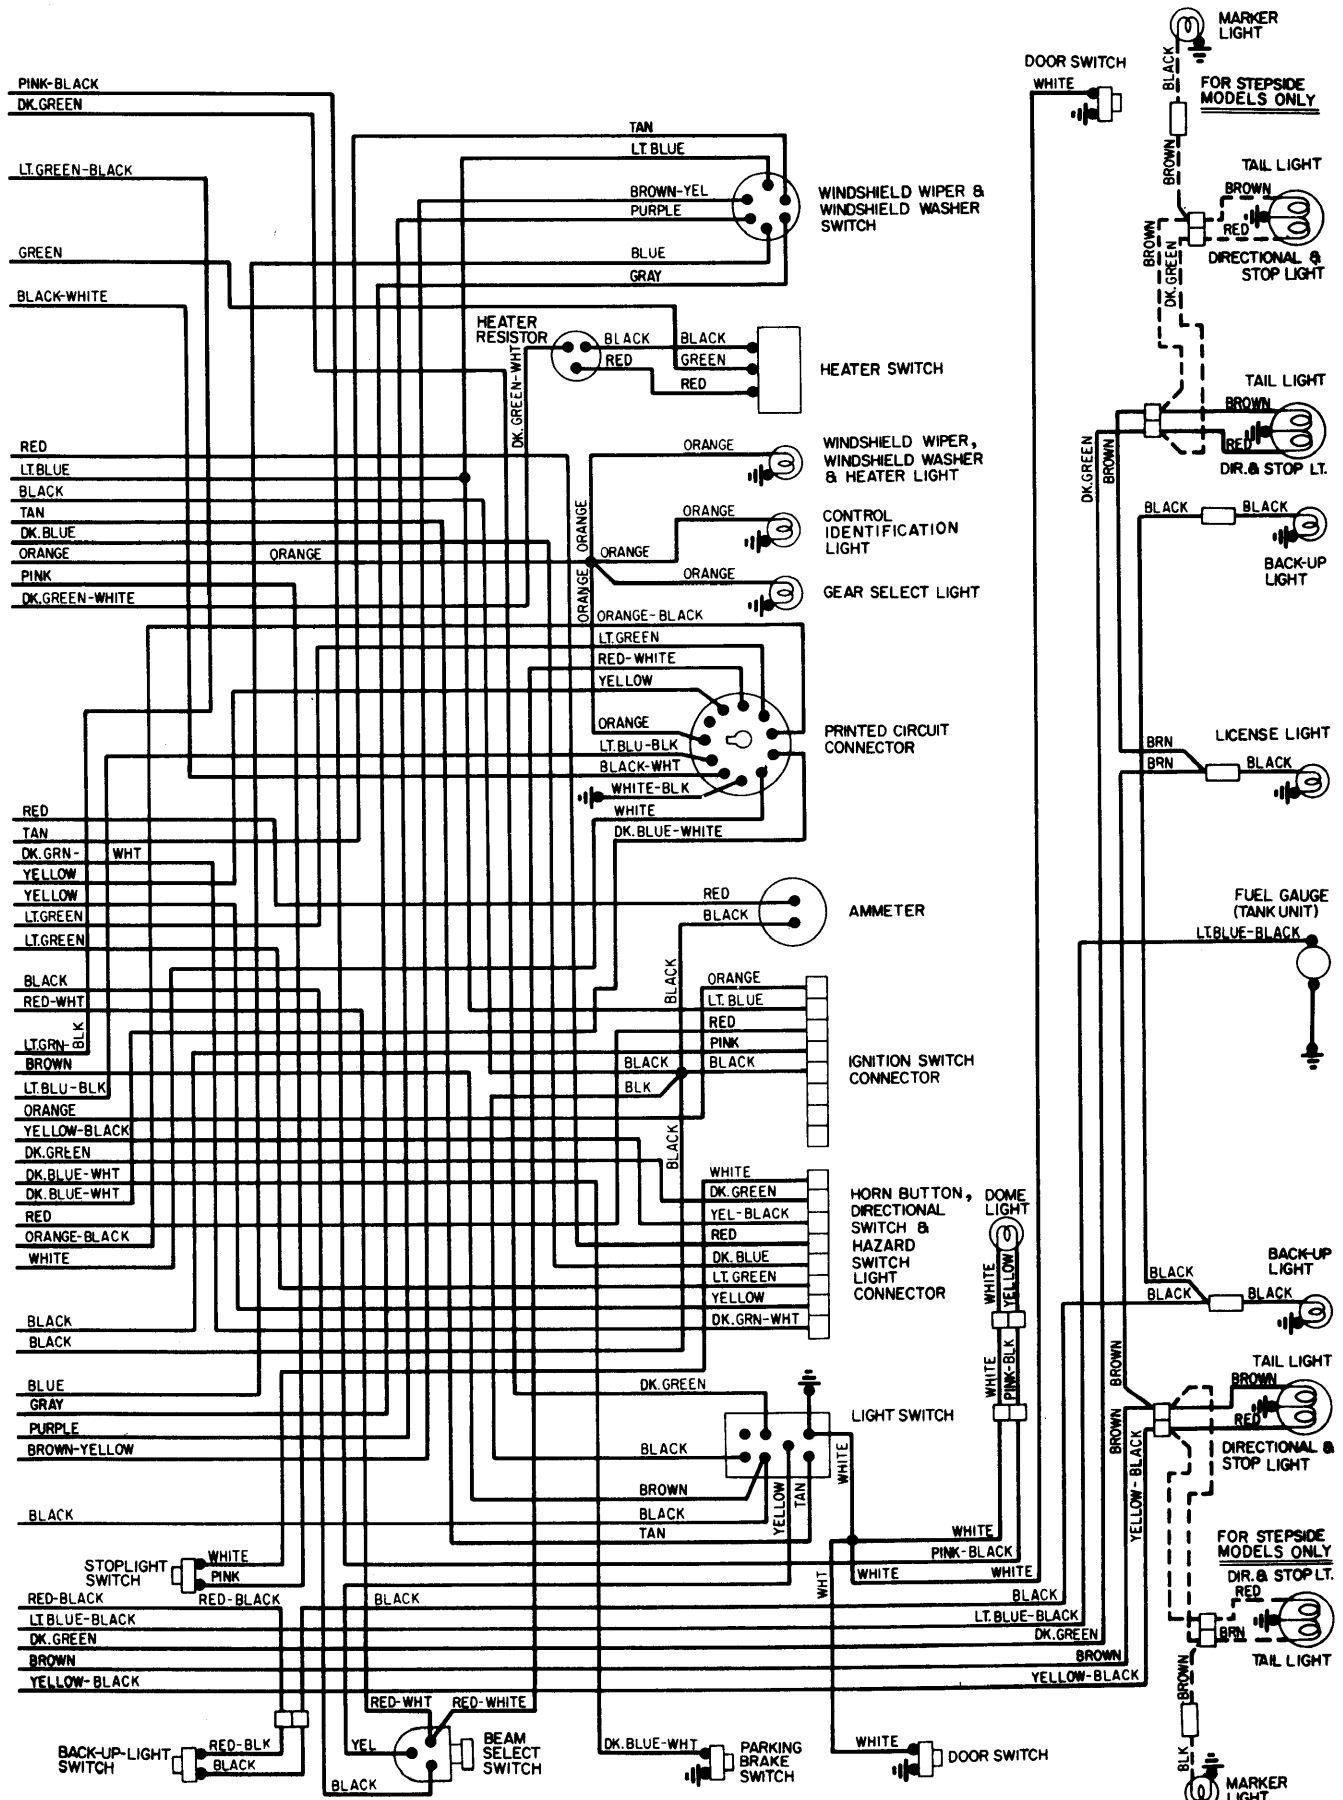 MARKER
LIGHT
DOOR SWITCH
WHITE
BLACK
FOR STEPSIDE
MODELS ONLY
PINK-BLACK
DK.GREEN
TAN
LT. BLUE
BROWN
TAIL LIGHT
LT.GREEN-BLACK
BROWN-YEL
PURPLE
WINDSHIELD WIPER &
WINDSHIELD WASHER
SWITCH
BROWN
RED
BROWN
DK. GREEN
DIRECTIONAL &
STOP LIGHT
GREEN
BLUE
GRAY
BLACK-WHITE
HEATER
RESISTOR
BLACK
BLACK
RED
GREEN
RED
HEATER SWITCH
DK. GREEN-WHT
TAIL LIGHT
BROWN
RED
DIR.& STOP LT.
RED
LT.BLUE
BLACK
TAN
DK.BLUE
ORANGE
ORANGE
PINK
DK.GREEN-WHITE
ORANGE
WINDSHIELD WIPER,
WINDSHIELD WASHER
& HEATER LIGHT
DK.GREEN
BROWN
ORANGE
ORANGE
ORANGE
CONTROL
IDENTIFICATION
LIGHT
BLACK
BLACK
BACK-UP
LIGHT
ORANGE
ORANGE
GEAR SELECT LIGHT
ORANGE-BLACK
LT.GREEN
RED-WHITE
YELLOW
ORANGE
LT.BLU-BLK
BLACK-WHT
WHITE-BLK
WHITE
DK.BLUE-WHITE
PRINTED CIRCUIT
CONNECTOR
BRN
BRN
BLACK
LICENSE LIGHT
RED
TAN
DK. GRN- WHT
YELLOW
YELLOW
LT.GREEN
LT.GREEN
RED
BLACK
AMMETER
FUEL GAUGE
(TANK UNIT)
LT.BLUE-BLACK
BLACK
RED-WHT
LT.GRN-
BLK
BROWN
LT.BLU-BLK
ORANGE
YELLOW-BLACK
DK.GREEN
DK.BLUE-WHT
DK.BLUE-WHT
RED
ORANGE-BLACK
WHITE
BLACK
ORANGE
LT. BLUE
RED
PINK
BLACK
BLACK
BLK
BLACK
IGNITION SWITCH
CONNECTOR
WHITE
DK.GREEN
YEL-BLACK
RED
DK. BLUE
LT. GREEN
YELLOW
DK. GRN-WHT
HORN BUTTON,
DIRECTIONAL
SWITCH &
HAZARD
SWITCH
LIGHT
CONNECTOR
DOME
LIGHT
WHITE
YELLOW
WHITE
PINK-BLK
BLACK
BLACK
BLACK
BACK-UP
LIGHT
BLACK
BLACK
BLUE
GRAY
PURPLE
BROWN-YELLOW
BLACK
DK.GREEN
LIGHT SWITCH
BLACK
BROWN
BLACK
TAN
YELLOW
TAN
WHITE
BROWN
TAIL LIGHT
BROWN
RED
DIRECTIONAL &
STOP LIGHT
BROWN
YELLOW-BLACK
STOPLIGHT
SWITCH
WHITE
PINK
WHITE
PINK-BLACK
WHITE
WHITE
WHT
FOR STEPSIDE
MODELS ONLY
DIR.& STOP LT.
RED
BRN
TAIL LIGHT
RED-BLACK
RED-BLACK
BLACK
BLACK
LT.BLUE-BLACK
LT.BLUE-BLACK
DK.GREEN
DK.GREEN
BROWN
BROWN
YELLOW-BLACK
YELLOW-BLACK
BROWN
BLK
RED-WHT
RED-WHITE
BACK-UP-LIGHT
SWITCH
RED-BLK
BLACK
YEL
BLACK
BEAM
SELECT
SWITCH
DK.BLUE-WHT
PARKING
BRAKE
SWITCH
WHITE
DOOR SWITCH
MARKER
LIGHT